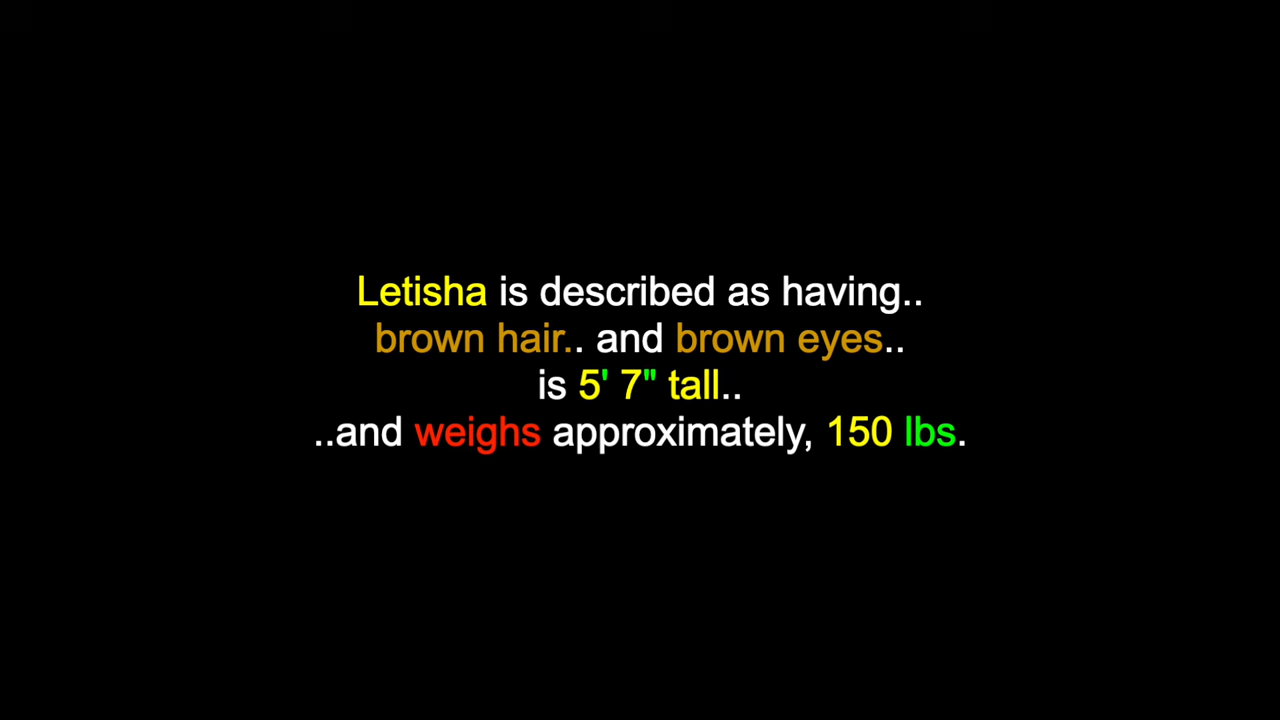 Letisha is described as having..
brown hair.. and brown eyes..
is 5' 7" tall..
..and weighs approximately, 150 lbs.